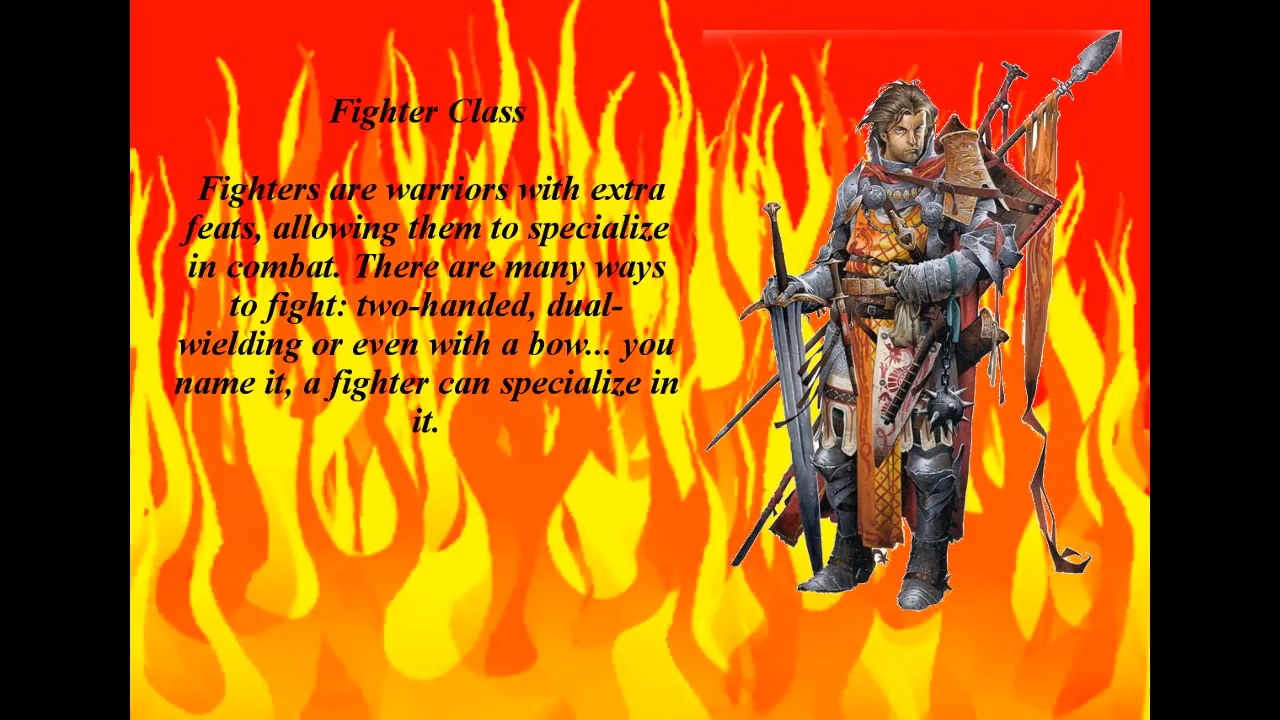 Fighter Class
Fighters are warriors with extra
feats, allowing them to specialize
in combat. There are many ways
to fight: two-handed, dual-
wielding or even with a bow... you
name it, a fighter can specialize in
it.